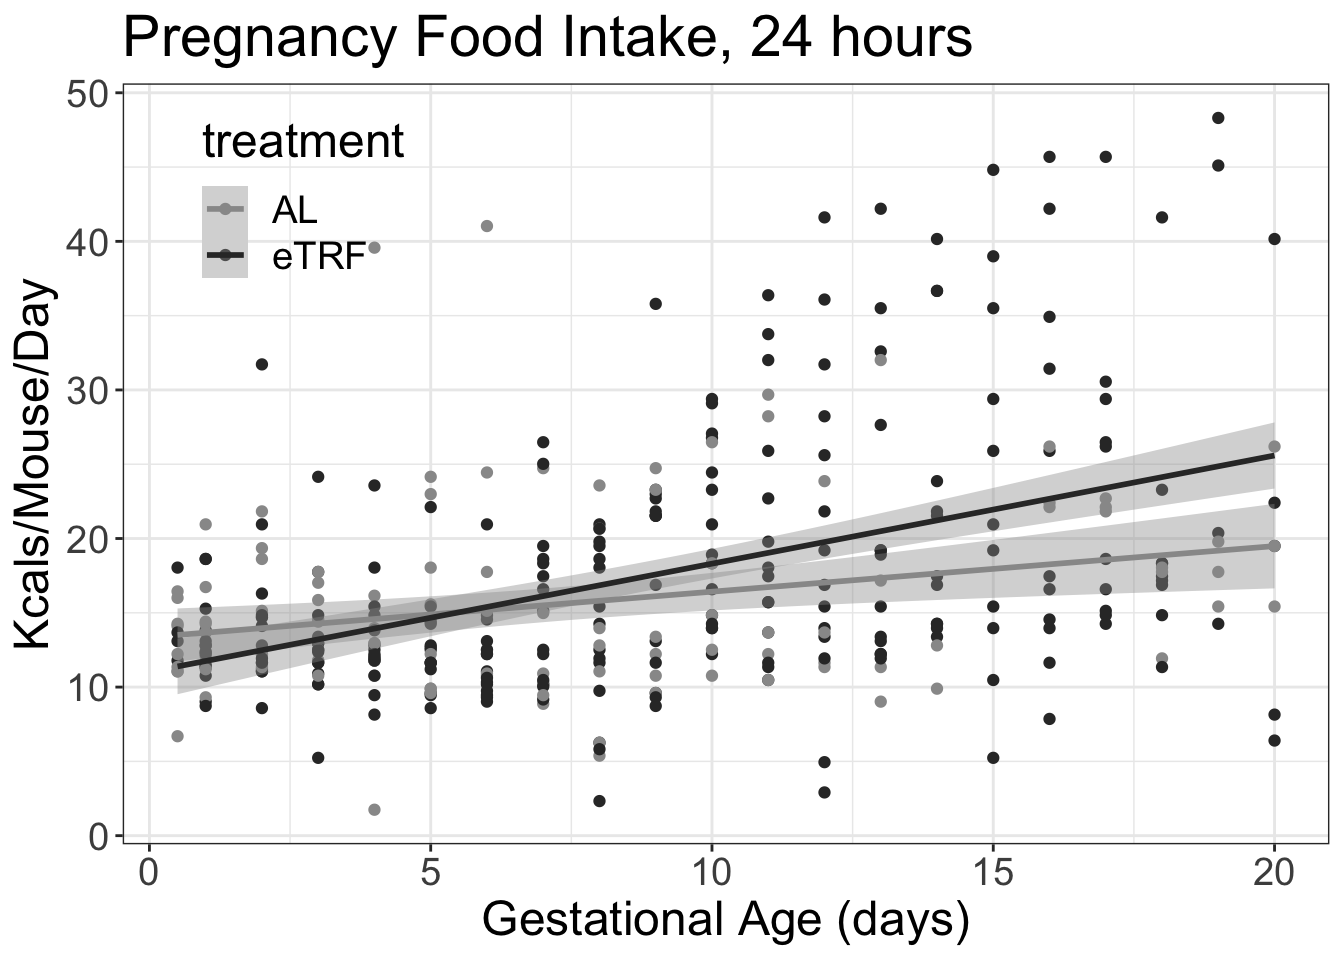 Pregnancy Food Intake, 24 hours
treatment
AL
eTRF
50
40
30
20
10
0
Kcals/Mouse/Day
0 5 10 15 20
Gestational Age (days)